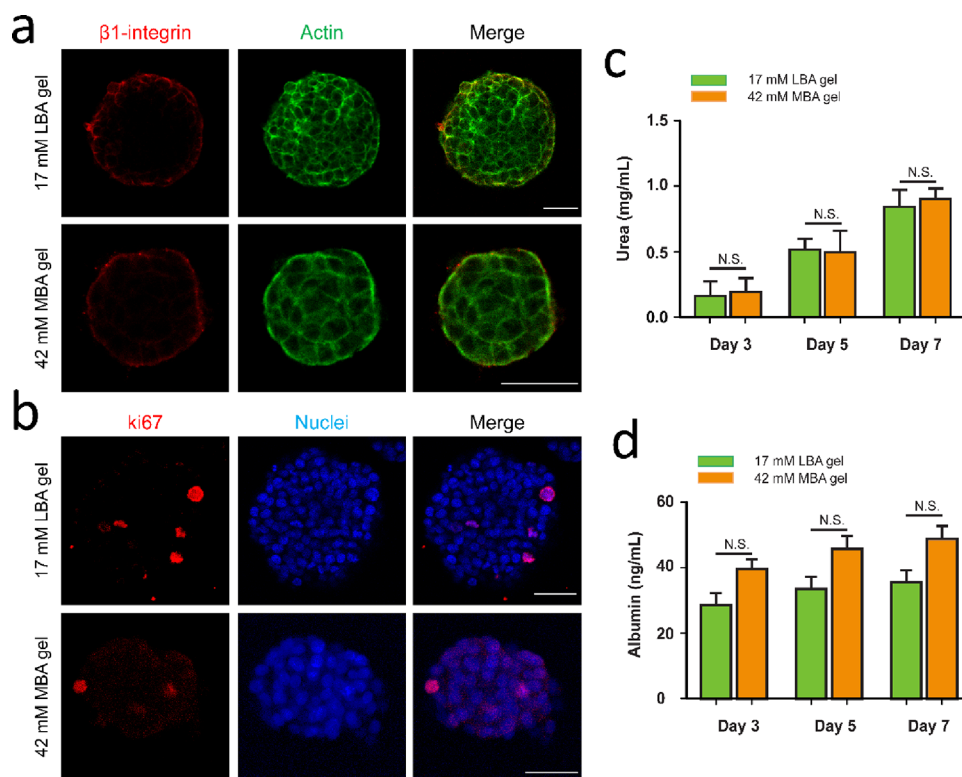 a
β1-integrin
Actin
Merge
17 mM LBA gel
42 mM MBA gel
b
ki67
Nuclei
Merge
17 mM LBA gel
42 mM MBA gel
c
17 mM LBA gel
42 mM MBA gel
Urea (mg/mL)
1.5
1.0
0.5
0.0
N.S.
N.S.
N.S.
Day 3
Day 5
Day 7
d
17 mM LBA gel
42 mM MBA gel
Albumin (ng/mL)
60
40
20
0
N.S.
N.S.
N.S.
Day 3
Day 5
Day 7